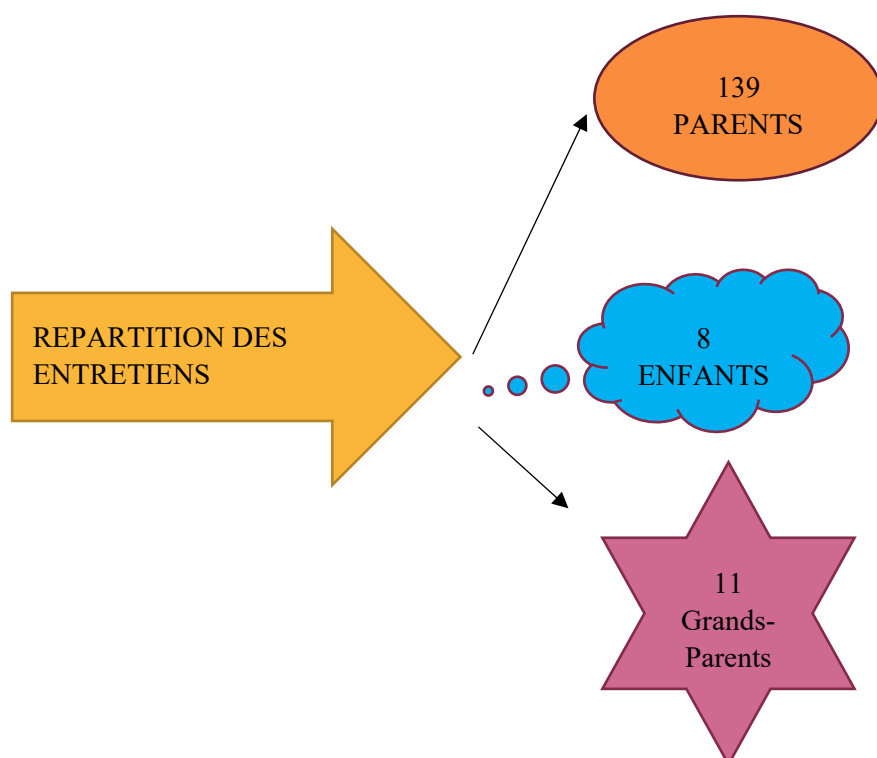 139
PARENTS
REPARTITION DES
ENTRETIENS
8
ENFANTS
11
Grands-
Parents